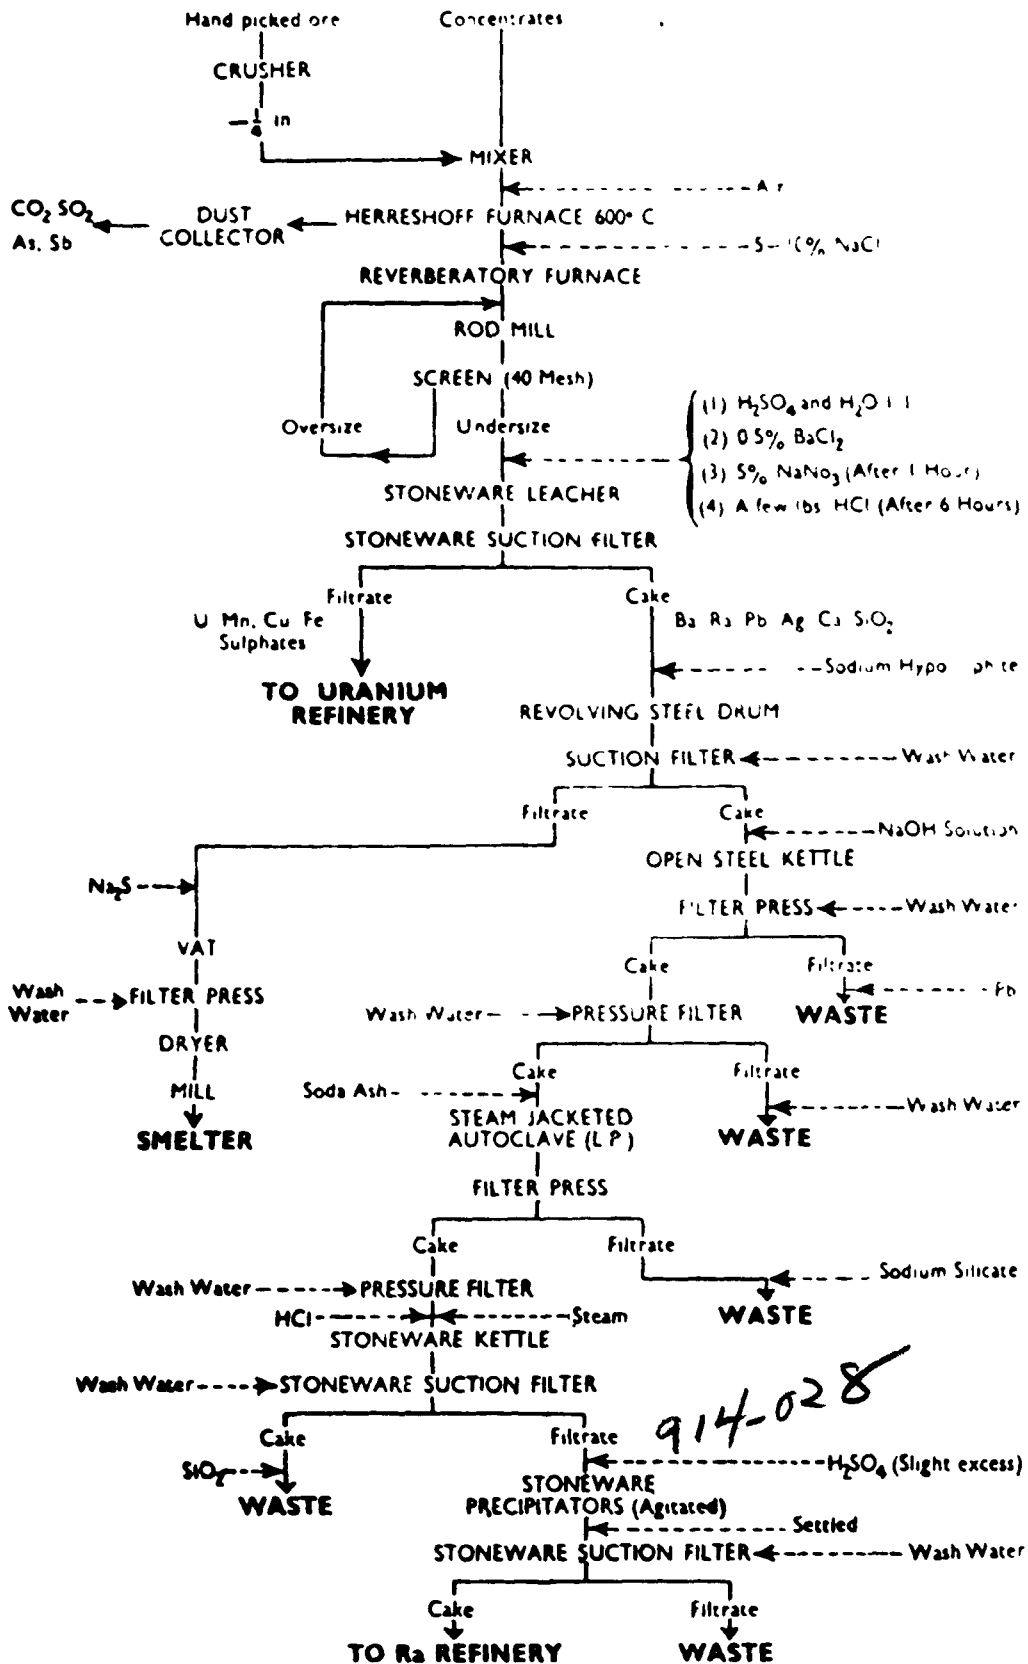 Hand picked ore
Concentrates
CRUSHER
—¼ in
MIXER
CO₂ SO₂
As, Sb
DUST
COLLECTOR
HERRESHOFF FURNACE 600° C
NaCl
REVERBERATORY FURNACE
ROD MILL
SCREEN (40 Mesh)
Oversize
Undersize
(1) H₂SO₄ and H₂O 1 1
(2) 0.5% BaCl₂
(3) 5% NaNo₃ (After 1 Hour)
(4) A few lbs HCl (After 6 Hours)
STONEWARE LEACHER
STONEWARE SUCTION FILTER
Filtrate
Cake
U Mn, Cu Fe
Sulphates
Ba Ra Pb Ag Ca SiO₂
TO URANIUM
REFINERY
Sodium
REVOLVING STEEL DRUM
SUCTION FILTER
Wash Water
Filtrate
Cake
NaOH Solution
OPEN STEEL KETTLE
Na₂S
FILTER PRESS
Wash Water
VAT
Cake
Filtrate
Wash
Water
FILTER PRESS
Pb
Wash Water
PRESSURE FILTER
WASTE
DRYER
MILL
Cake
Filtrate
Soda Ash
Wash Water
SMELTER
STEAM JACKETED
AUTOCLAVE (L P)
WASTE
FILTER PRESS
Cake
Filtrate
Sodium Silicate
Wash Water
PRESSURE FILTER
WASTE
HCl
Steam
STONEWARE KETTLE
Wash Water
STONEWARE SUCTION FILTER
914-028
Cake
Filtrate
SiO₂
H₂SO₄ (Slight excess)
WASTE
STONEWARE
PRECIPITATORS (Agitated)
Settled
STONEWARE SUCTION FILTER
Wash Water
Cake
Filtrate
TO Ra REFINERY
WASTE